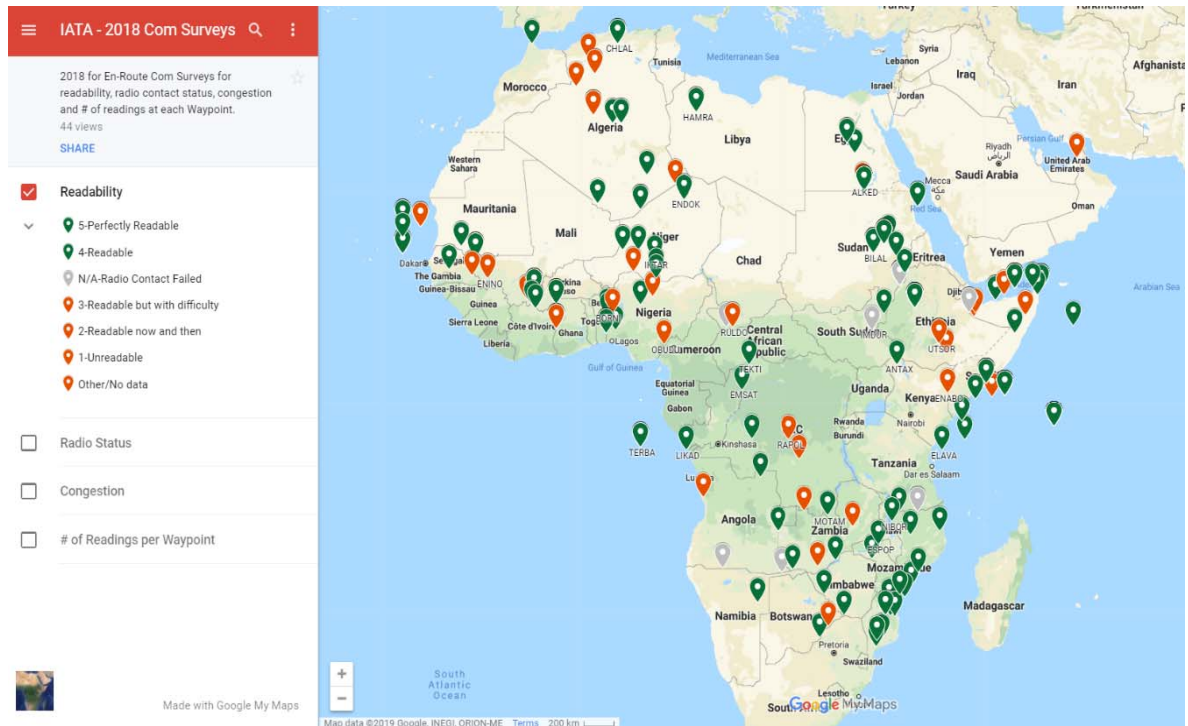 IATA - 2018 Com Surveys
2018 for En-Route Com Surveys for
readability, radio contact status, congestion
and # of readings at each Waypoint.
44 views
SHARE
Readability
5-Perfectly Readable
4-Readable
N/A-Radio Contact Failed
3-Readable but with difficulty
2-Readable now and then
1-Unreadable
Other/No data
Radio Status
Congestion
# of Readings per Waypoint
Made with Google My Maps
Turkmenistan
CHLAL
Tunisia
Mediterranean Sea
Syria
Lebanon
Iraq
Israel
Jordan
Iran
Afghanista
Morocco
Algeria
HAMRA
Libya
Persian Gulf
Riyadh
الرياض
United Arab
Emirates
Western
Sahara
ENDOK
ALKED
Mecca
مكة
Saudi Arabia
Red Sea
Oman
Mauritania
Mali
Niger
Chad
Sudan
BILAL
Eritrea
Yemen
Arabian Sea
Dakar
The Gambia
Guinea-Bissau
ENINO
Guinea
Sierra Leone
Liberia
Côte d'Ivoire
Ghana
Lagos
Nigeria
Cameroon
RULDO
Central
African
Republic
South
Ethiopia
UTSOR
TEKTI
ANTAX
Gulf of Guinea
Equatorial
Guinea
EMSAT
Gabon
Uganda
Kenya
ENABO
Nairobi
TERBA
LIKAD
Kinshasa
RAPOL
Rwanda
Burundi
ELAVA
Tanzania
Dar es Salaam
Angola
MOTAM
Zambia
NIBOR
ESPOP
Namibia
Madagascar
Pretoria
Swaziland
Lesotho
South
Atlantic
Ocean
Google My Maps
Map data ©2019 Google, INEGI, ORION-ME Terms 200 km